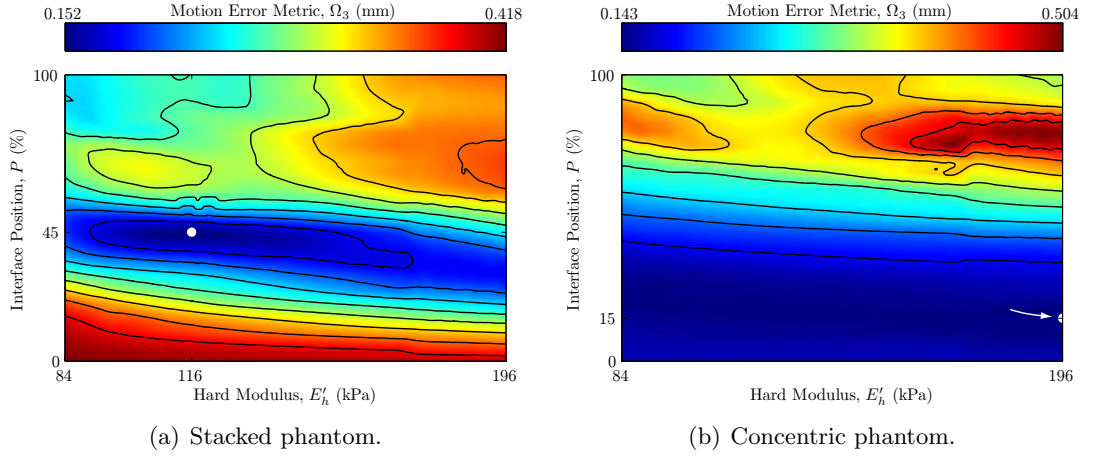 Motion Error Metric, Ω₃ (mm)
0.152 0.418
100
45
0
Interface Position, P (%)
84 116 196
Hard Modulus, E′ₕ (kPa)
(a) Stacked phantom.
Motion Error Metric, Ω₃ (mm)
0.143 0.504
100
15
0
Interface Position, P (%)
84 196
Hard Modulus, E′ₕ (kPa)
(b) Concentric phantom.